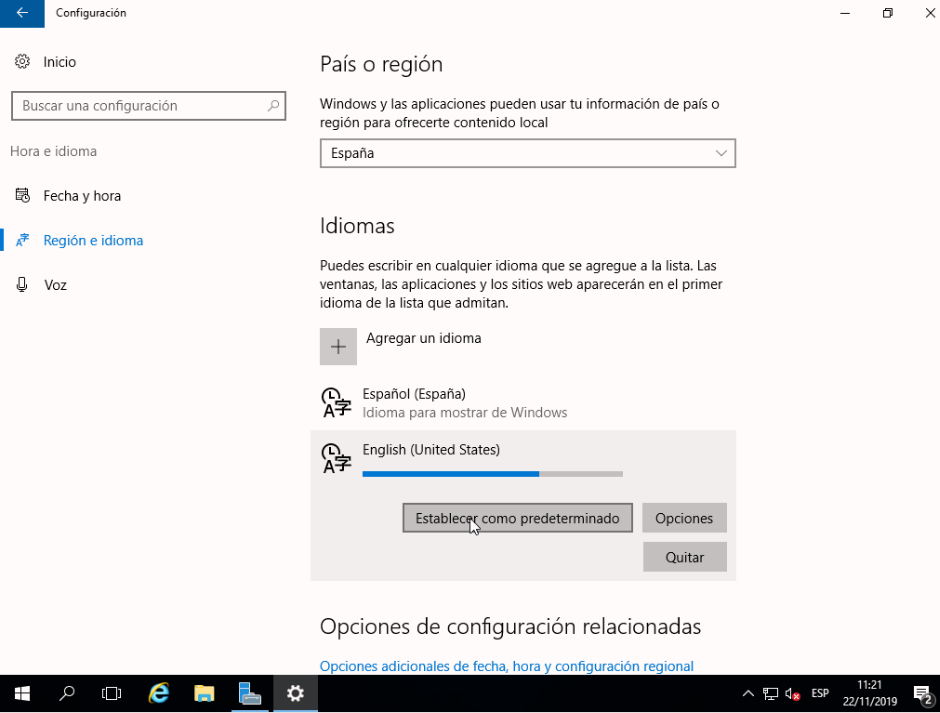 Configuración
Inicio
Buscar una configuración
Hora e idioma
Fecha y hora
Región e idioma
Voz
País o región
Windows y las aplicaciones pueden usar tu información de país o
región para ofrecerte contenido local
España
Idiomas
Puedes escribir en cualquier idioma que se agregue a la lista. Las
ventanas, las aplicaciones y los sitios web aparecerán en el primer
idioma de la lista que admitan.
Agregar un idioma
A字
Español (España)
Idioma para mostrar de Windows
A字
English (United States)
Establecer como predeterminado
Opciones
Quitar
Opciones de configuración relacionadas
Opciones adicionales de fecha, hora y configuración regional
ESP
11:21
22/11/2019
2